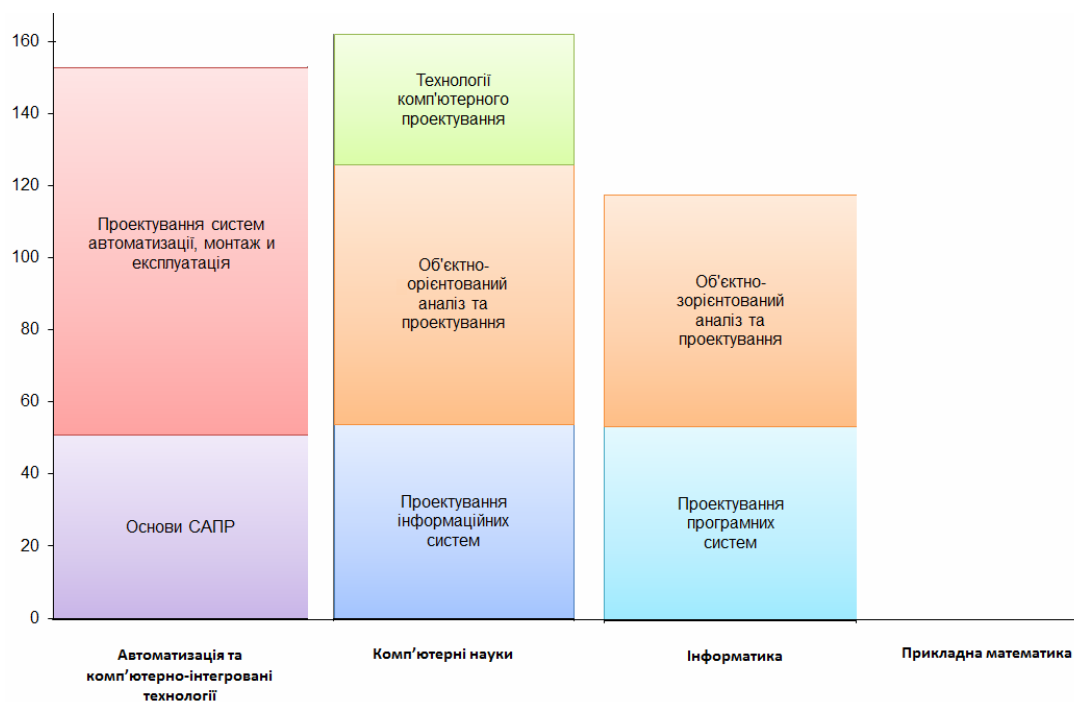 160
140
120
100
80
60
40
20
0
Проектування систем
автоматизації, монтаж и
експлуатація
Основи САПР
Технології
комп'ютерного
проектування
Об'єктно-
орієнтований
аналіз та
проектування
Проектування
інформаційних
систем
Об'єктно-
зорієнтований
аналіз та
проектування
Проектування
програмних
систем
Автоматизація та
комп’ютерно-інтегровані
технології
Комп’ютерні науки
Інформатика
Прикладна математика